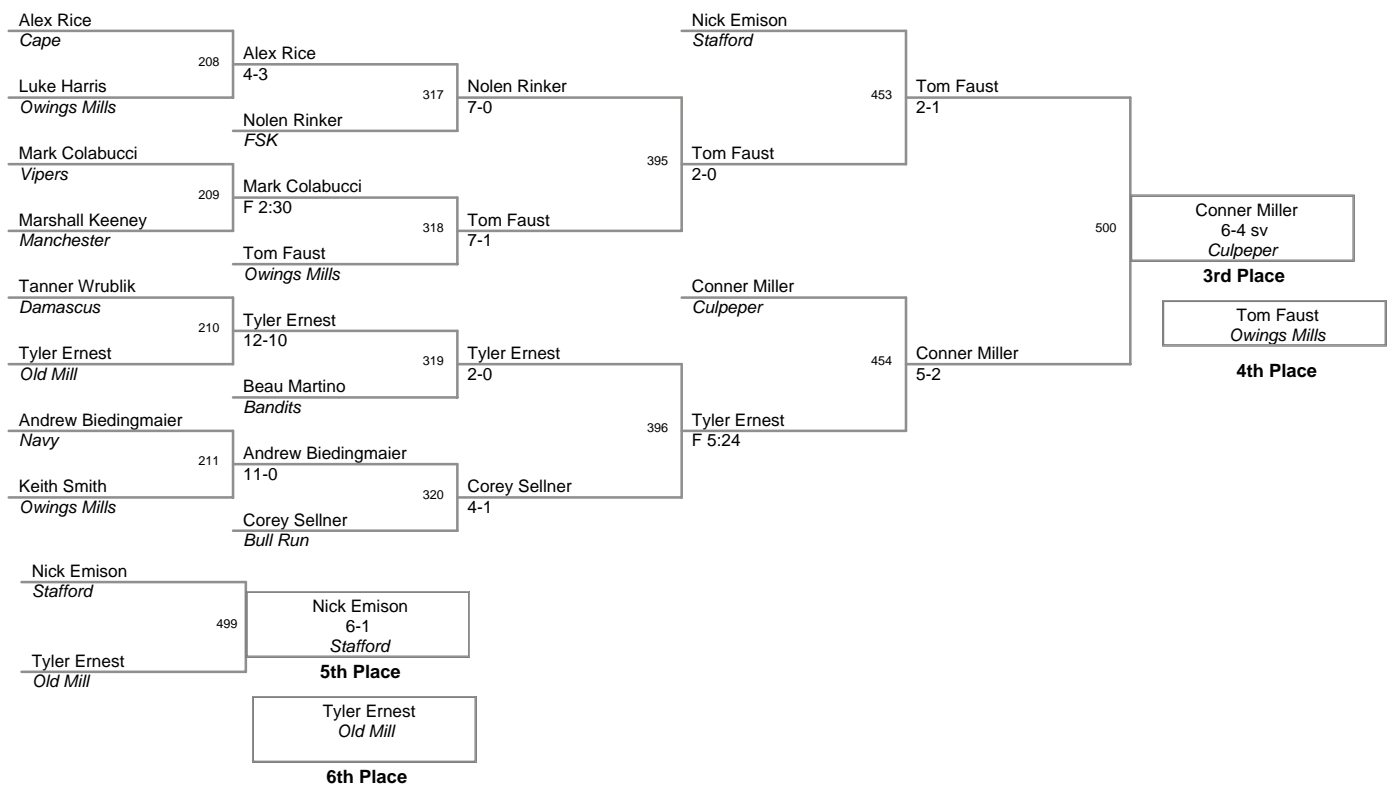 Alex Rice
Cape
208
Luke Harris
Owings Mills
Mark Colabucci
Vipers
209
Marshall Keeney
Manchester
Tanner Wrublik
Damascus
210
Tyler Ernest
Old Mill
Andrew Biedingmaier
Navy
211
Keith Smith
Owings Mills
Alex Rice
4-3
317
Nolen Rinker
FSK
Mark Colabucci
F 2:30
318
Tom Faust
Owings Mills
Tyler Ernest
12-10
319
Beau Martino
Bandits
Andrew Biedingmaier
11-0
320
Corey Sellner
Bull Run
Nolen Rinker
7-0
395
Tom Faust
7-1
Tyler Ernest
2-0
396
Corey Sellner
4-1
Nick Emison
Stafford
453
Tom Faust
2-0
Conner Miller
Culpeper
454
Tyler Ernest
F 5:24
Tom Faust
2-1
500
Conner Miller
5-2
Conner Miller
6-4 sv
Culpeper
3rd Place
Tom Faust
Owings Mills
4th Place
Nick Emison
Stafford
499
Tyler Ernest
Old Mill
Nick Emison
6-1
Stafford
5th Place
Tyler Ernest
Old Mill
6th Place